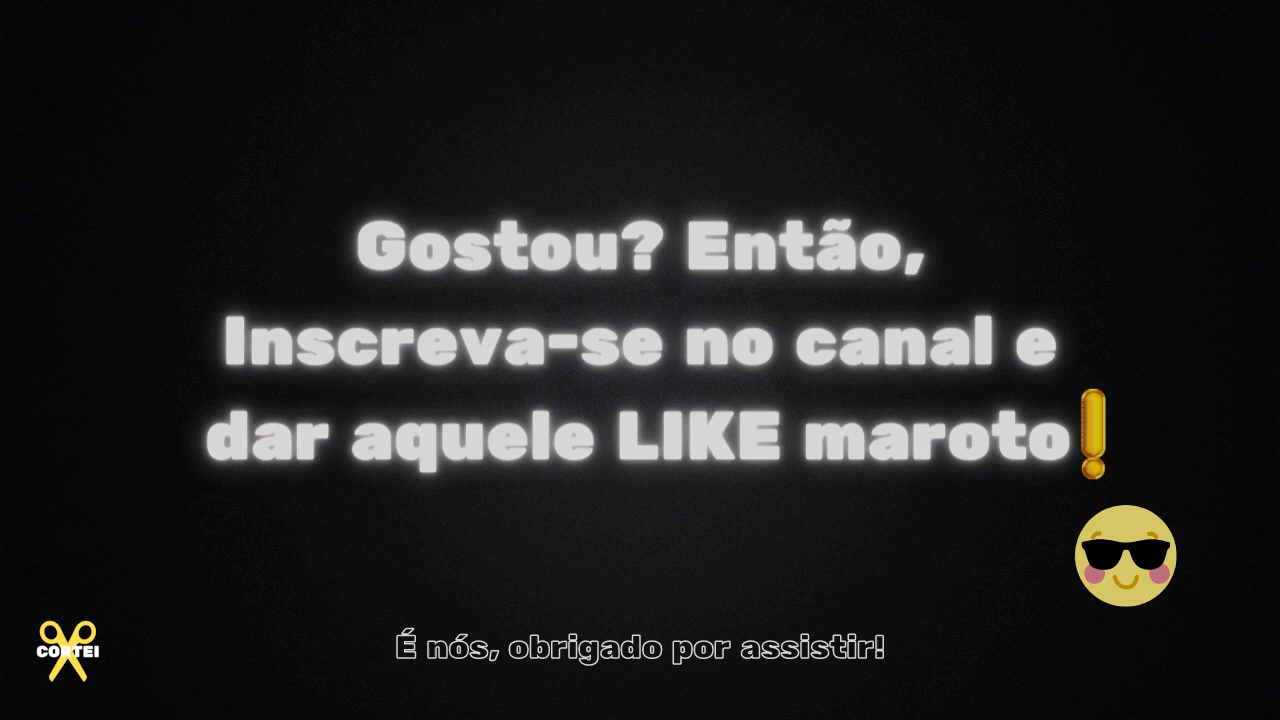 Gostou? Então,
Inscreva-se no canal e
dar aquele LIKE maroto!
É nós, obrigado por assistir!
CORTEI